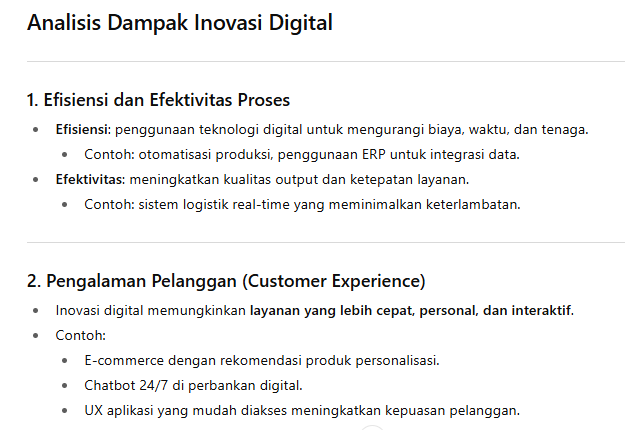 Analisis Dampak Inovasi Digital
1. Efisiensi dan Efektivitas Proses
• Efisiensi: penggunaan teknologi digital untuk mengurangi biaya, waktu, dan tenaga.
• Contoh: otomatisasi produksi, penggunaan ERP untuk integrasi data.
• Efektivitas: meningkatkan kualitas output dan ketepatan layanan.
• Contoh: sistem logistik real-time yang meminimalkan keterlambatan.
2. Pengalaman Pelanggan (Customer Experience)
• Inovasi digital memungkinkan layanan yang lebih cepat, personal, dan interaktif.
• Contoh:
• E-commerce dengan rekomendasi produk personalisasi.
• Chatbot 24/7 di perbankan digital.
• UX aplikasi yang mudah diakses meningkatkan kepuasan pelanggan.